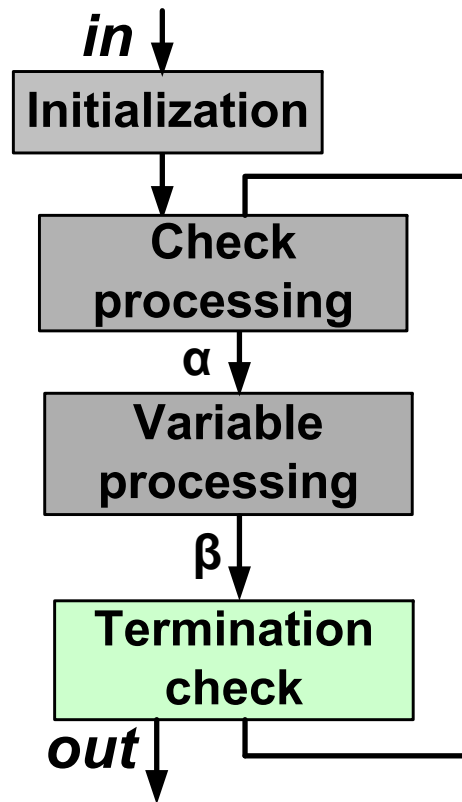 in
Initialization
Check
processing
α
Variable
processing
β
Termination
check
out